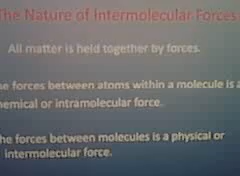 The Nature of Intermolecular Forces
All matter is held together by forces.
he forces between atoms within a molecule is a
hemical or intramolecular force.
he forces between molecules is a physical or
intermolecular force.